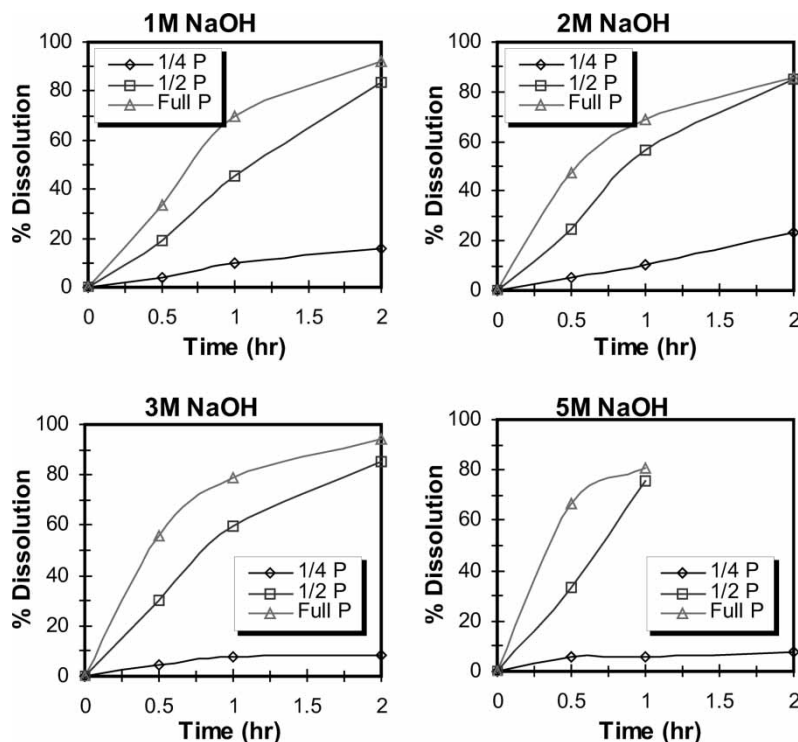 1M NaOH
100
80
60
40
20
0
% Dissolution
1/4 P
1/2 P
Full P
0 0.5 1 1.5 2
Time (hr)
2M NaOH
100
80
60
40
20
0
% Dissolution
1/4 P
1/2 P
Full P
0 0.5 1 1.5 2
Time (hr)
3M NaOH
100
80
60
40
20
0
% Dissolution
1/4 P
1/2 P
Full P
0 0.5 1 1.5 2
Time (hr)
5M NaOH
100
80
60
40
20
0
% Dissolution
1/4 P
1/2 P
Full P
0 0.5 1 1.5 2
Time (hr)